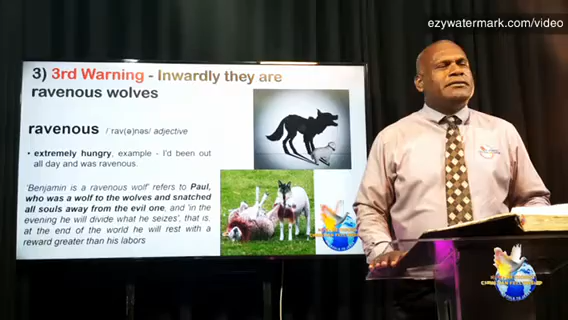 ezywatermark.com/video
3) 3rd Warning - Inwardly they are
ravenous wolves
ravenous /ˈrav(ə)nəs/ adjective
• extremely hungry, example - I'd been out
all day and was ravenous.
'Benjamin is a ravenous wolf' refers to Paul,
who was a wolf to the wolves and snatched
all souls away from the evil one, and 'in the
evening he will divide what he seizes', that is.
at the end of the world he will rest with a
reward greater than his labors